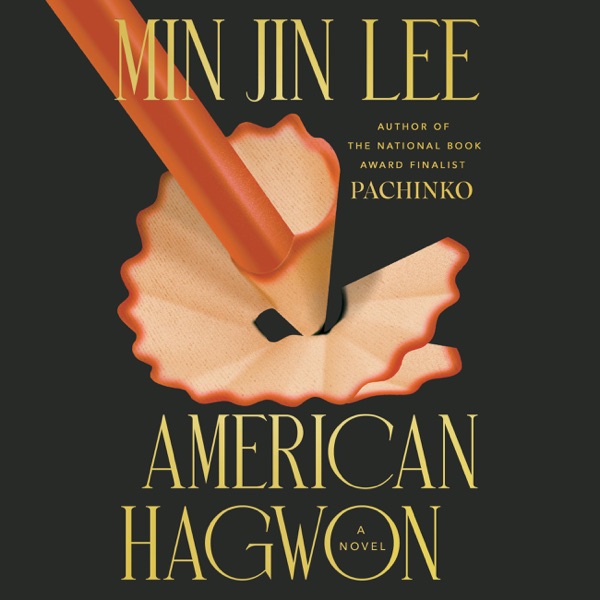 MIN JIN LEE
AUTHOR OF
THE NATIONAL BOOK
AWARD FINALIST
PACHINKO
AMERICAN
HAGWON
A
NOVEL